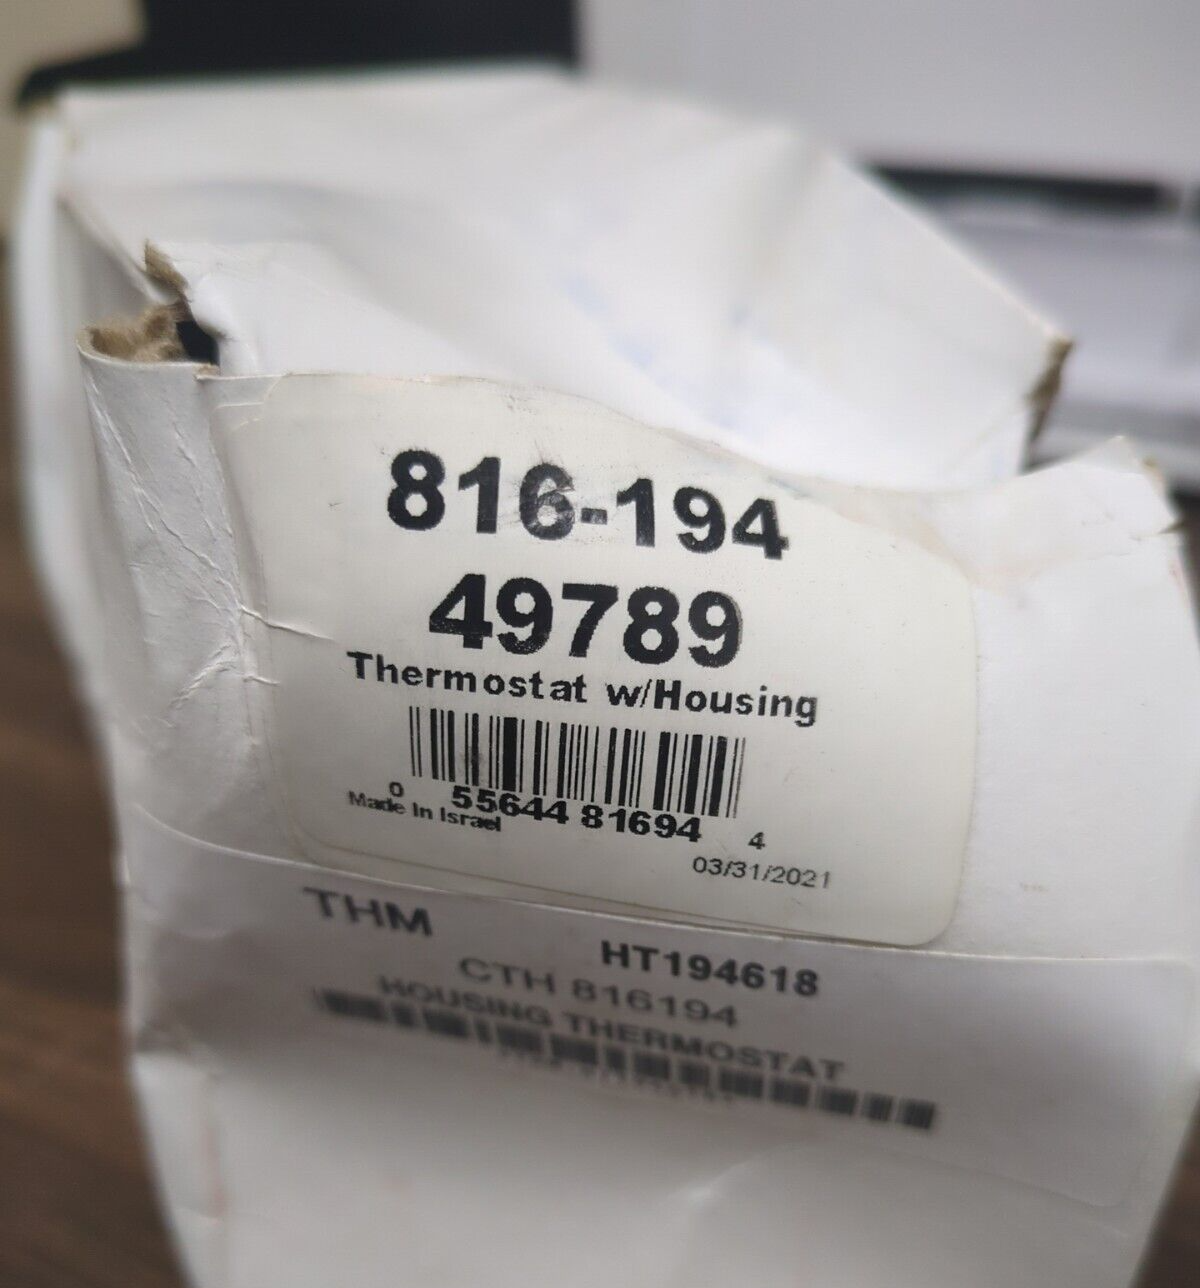 816-194
49789
Thermostat w/Housing
0 55644 81694 4
Made In Israel
03/31/2021
THM
HT194618
CTH 816194
HOUSING THERMOSTAT